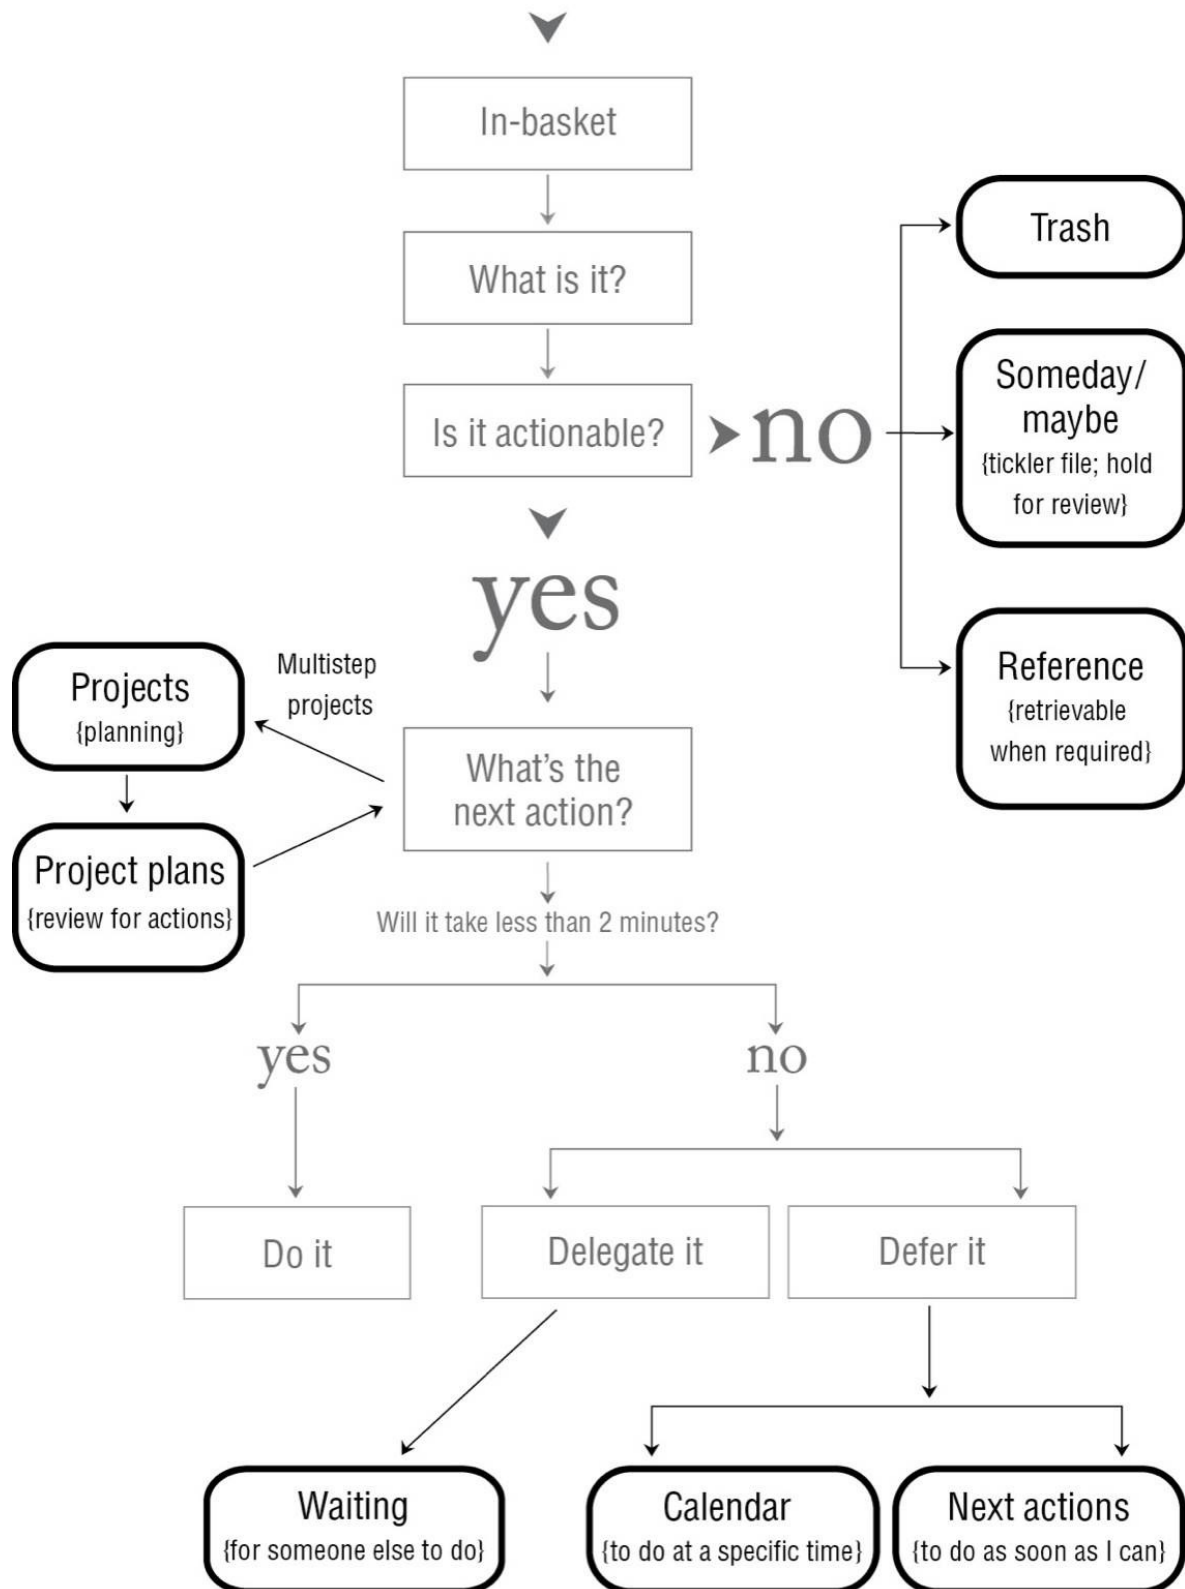 In-basket
What is it?
Is it actionable?
no
Trash
Someday/
maybe
{tickler file; hold
for review}
Reference
{retrievable
when required}
yes
Multistep
projects
Projects
{planning}
Project plans
{review for actions}
What's the
next action?
Will it take less than 2 minutes?
yes
no
Do it
Delegate it
Defer it
Waiting
{for someone else to do}
Calendar
{to do at a specific time}
Next actions
{to do as soon as I can}